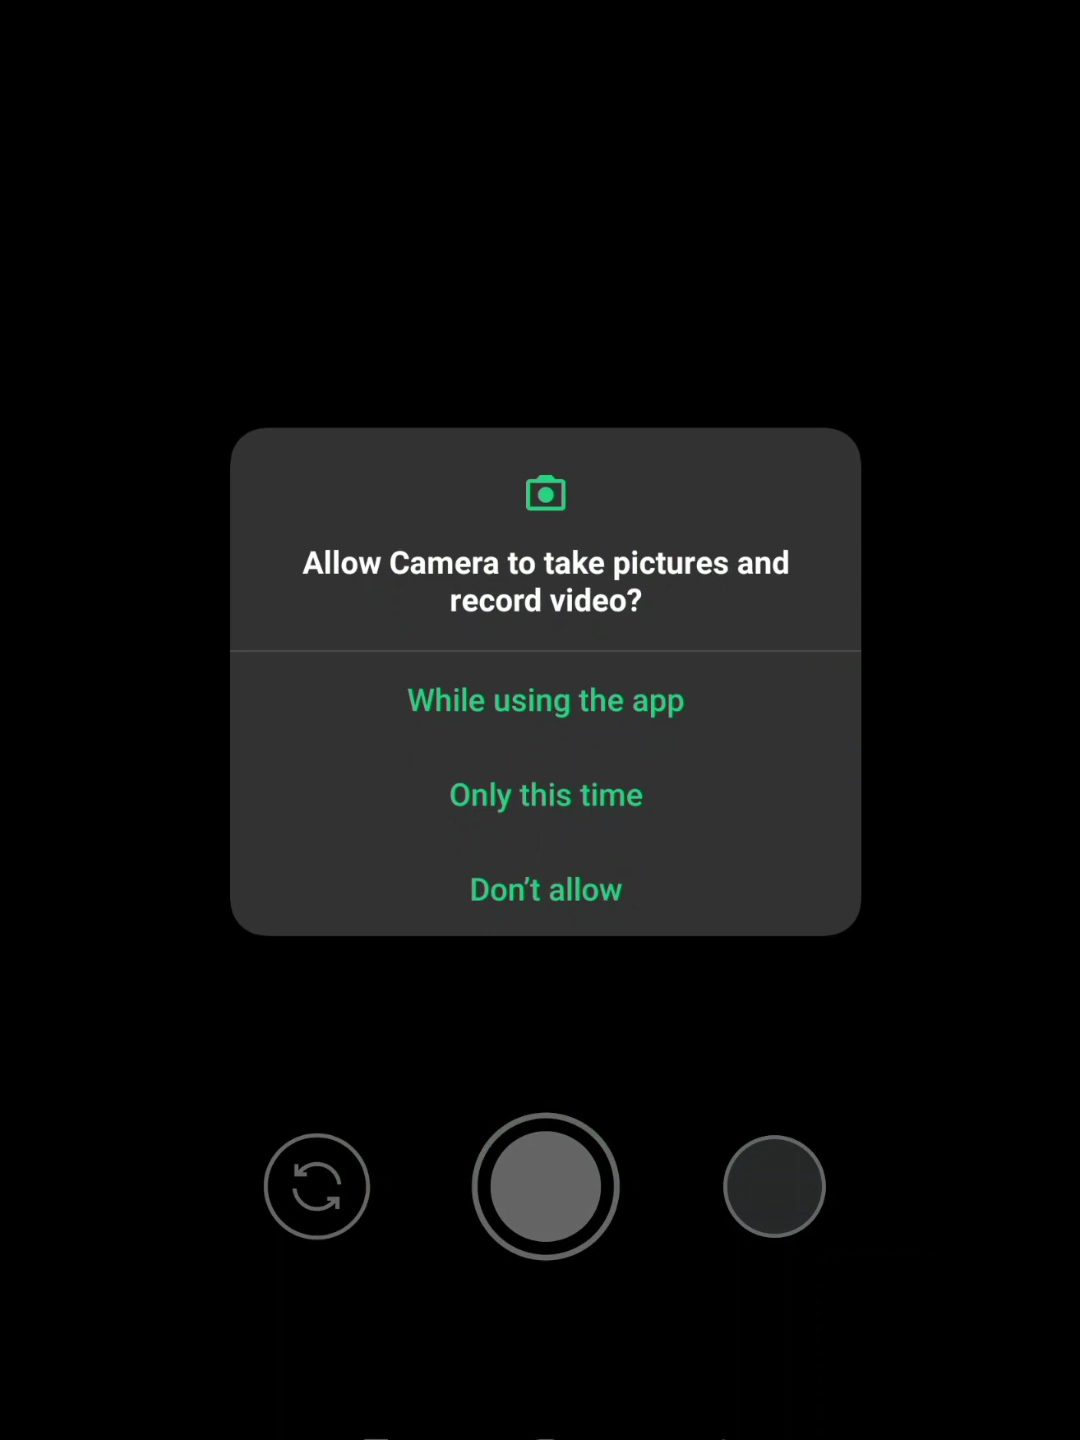 Allow Camera to take pictures and
record video?
While using the app
Only this time
Don’t allow